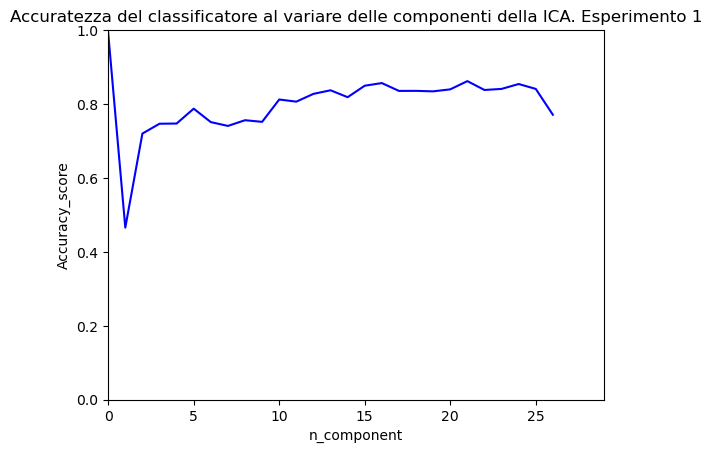 Accuratezza del classificatore al variare delle componenti della ICA. Esperimento 1
1.0
0.8
0.6
0.4
0.2
0.0
Accuracy_score
0 5 10 15 20 25
n_component